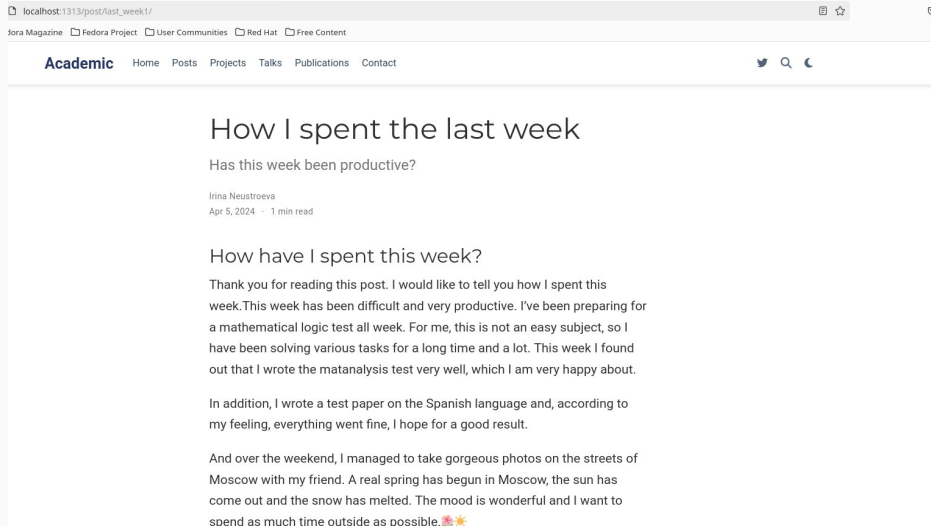 localhost:1313/post/last_week1/
dora Magazine Fedora Project User Communities Red Hat Free Content
Academic Home Posts Projects Talks Publications Contact
How I spent the last week
Has this week been productive?
Irina Neustroeva
Apr 5, 2024 · 1 min read
How have I spent this week?
Thank you for reading this post. I would like to tell you how I spent this
week.This week has been difficult and very productive. I’ve been preparing for
a mathematical logic test all week. For me, this is not an easy subject, so I
have been solving various tasks for a long time and a lot. This week I found
out that I wrote the matanalysis test very well, which I am very happy about.
In addition, I wrote a test paper on the Spanish language and, according to
my feeling, everything went fine, I hope for a good result.
And over the weekend, I managed to take gorgeous photos on the streets of
Moscow with my friend. A real spring has begun in Moscow, the sun has
come out and the snow has melted. The mood is wonderful and I want to
spend as much time outside as possible.🌺☀️